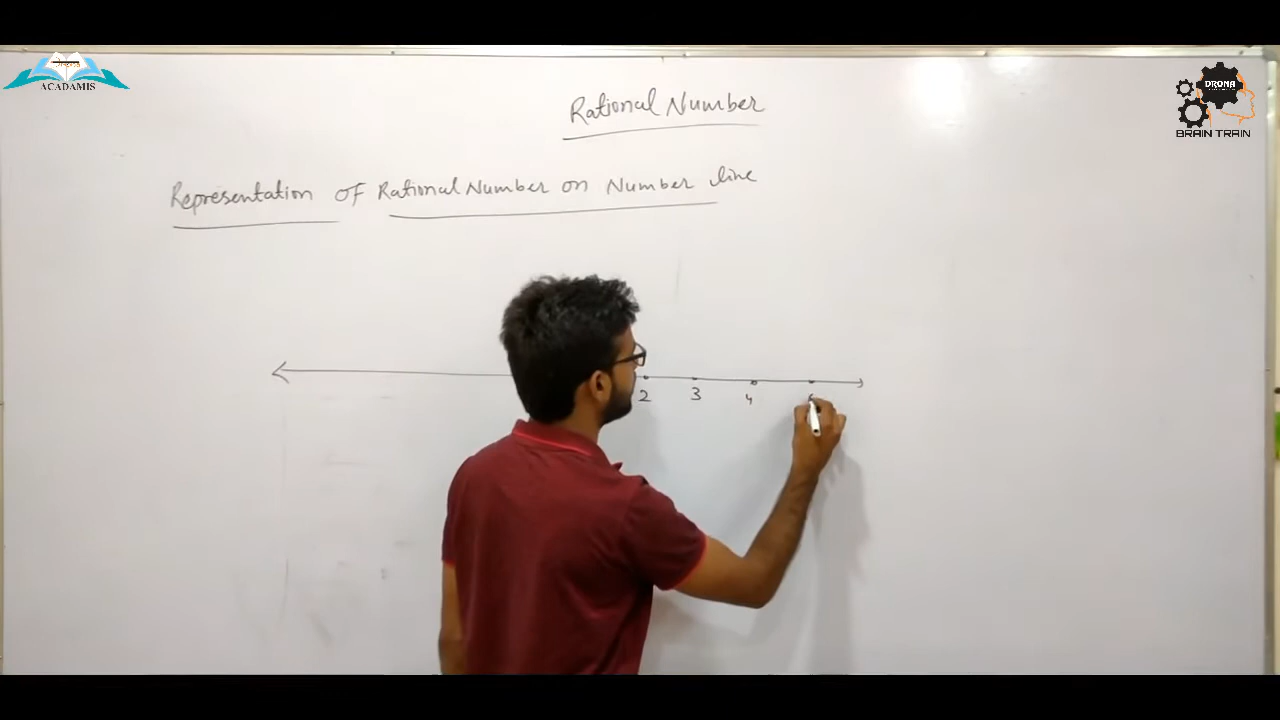 ACADAMIS
DRONA
BRAIN TRAIN
Rational Number
Representation of Rational Number on Number line
2 3 4